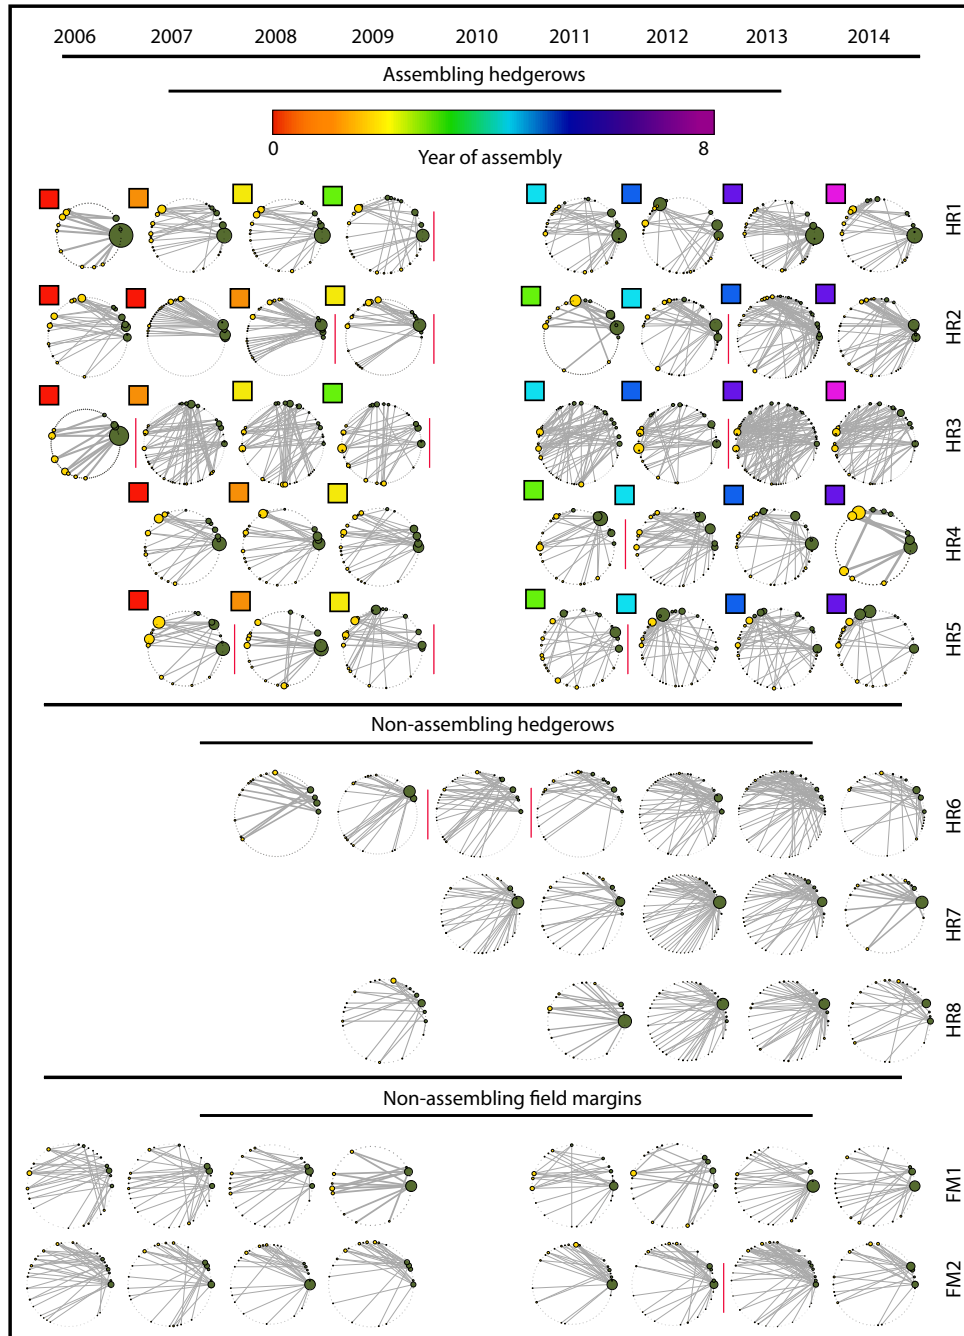 2006 2007 2008 2009 2010 2011 2012 2013 2014
Assembling hedgerows
0 8
Year of assembly
HR1
HR2
HR3
HR4
HR5
Non-assembling hedgerows
HR6
HR7
HR8
Non-assembling field margins
FM1
FM2